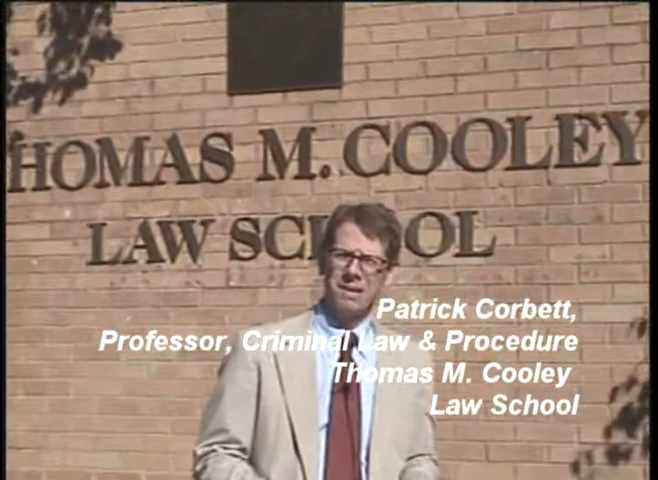 THOMAS M. COOLEY
LAW SCHOOL
Patrick Corbett,
Professor, Criminal Law & Procedure
Thomas M. Cooley
Law School